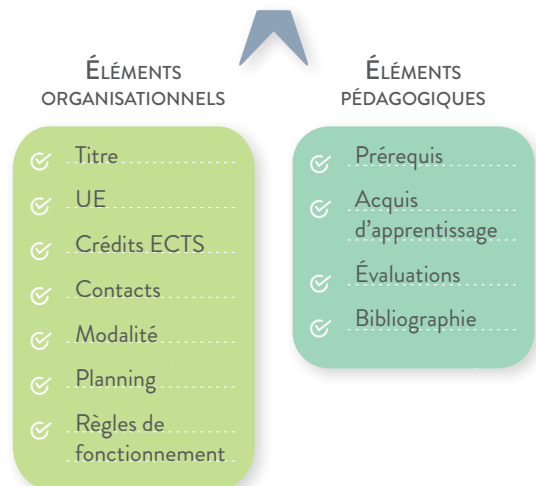 Éléments
organisationnels
Titre
UE
Crédits ECTS
Contacts
Modalité
Planning
Règles de
fonctionnement
Éléments
pédagogiques
Prérequis
Acquis
d'apprentissage
Évaluations
Bibliographie